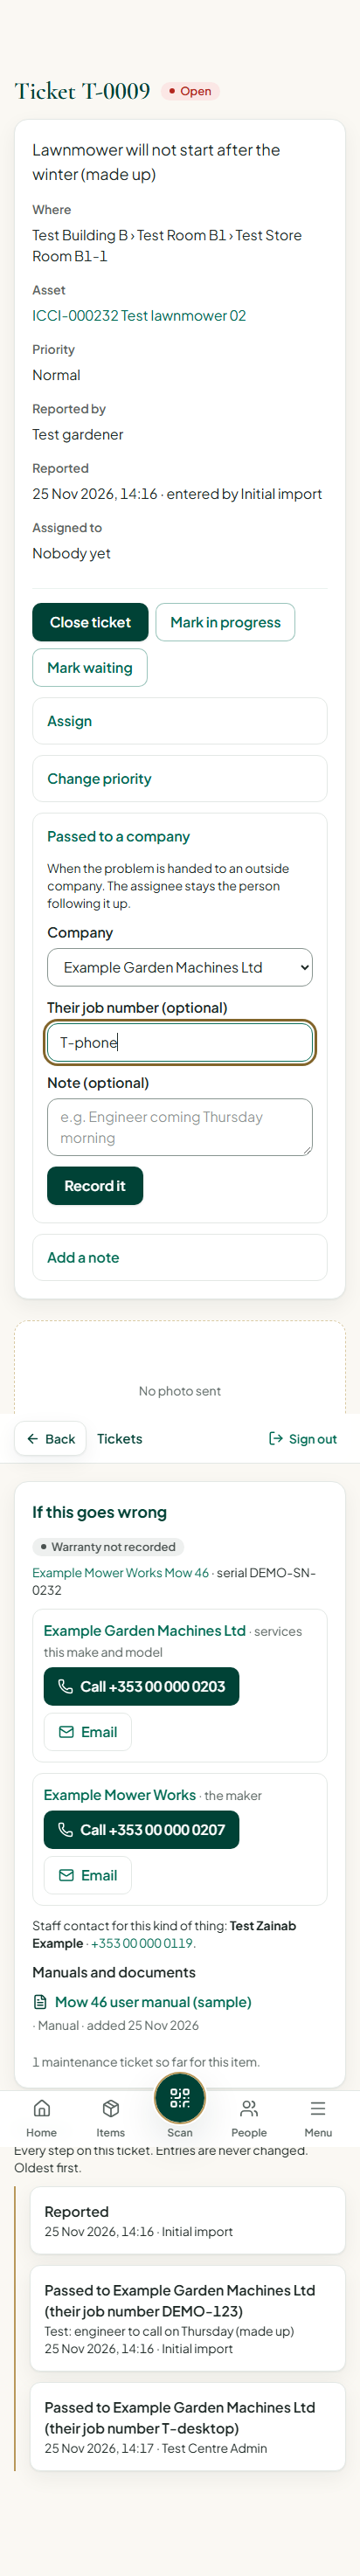 Ticket T-0009
Open
Lawnmower will not start after the
winter (made up)
Where
Test Building B › Test Room B1 › Test Store
Room B1-1
Asset
ICCI-000232 Test lawnmower 02
Priority
Normal
Reported by
Test gardener
Reported
25 Nov 2026, 14:16 · entered by Initial import
Assigned to
Nobody yet
Close ticket
Mark in progress
Mark waiting
Assign
Change priority
Passed to a company
When the problem is handed to an outside
company. The assignee stays the person
following it up.
Company
Example Garden Machines Ltd
Their job number (optional)
T-phone
Note (optional)
e.g. Engineer coming Thursday
morning
Record it
Add a note
No photo sent
Back
Tickets
Sign out
If this goes wrong
Warranty not recorded
Example Mower Works Mow 46 · serial DEMO-SN-
0232
Example Garden Machines Ltd · services
this make and model
Call +353 00 000 0203
Email
Example Mower Works · the maker
Call +353 00 000 0207
Email
Staff contact for this kind of thing: Test Zainab
Example · +353 00 000 0119.
Manuals and documents
Mow 46 user manual (sample)
· Manual · added 25 Nov 2026
1 maintenance ticket so far for this item.
Home
Items
Scan
People
Menu
Every step on this ticket. Entries are never changed.
Oldest first.
Reported
25 Nov 2026, 14:16 · Initial import
Passed to Example Garden Machines Ltd
(their job number DEMO-123)
Test: engineer to call on Thursday (made up)
25 Nov 2026, 14:16 · Initial import
Passed to Example Garden Machines Ltd
(their job number T-desktop)
25 Nov 2026, 14:17 · Test Centre Admin